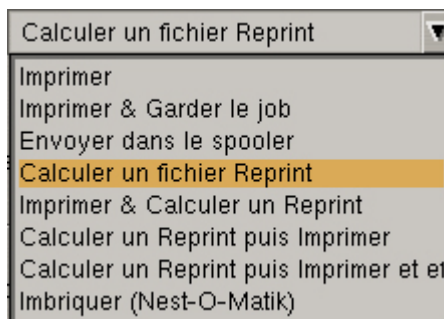 Calculer un fichier Reprint
Imprimer
Imprimer & Garder le job
Envoyer dans le spooler
Calculer un fichier Reprint
Imprimer & Calculer un Reprint
Calculer un Reprint puis Imprimer
Calculer un Reprint puis Imprimer et
Imbriquer (Nest-O-Matik)